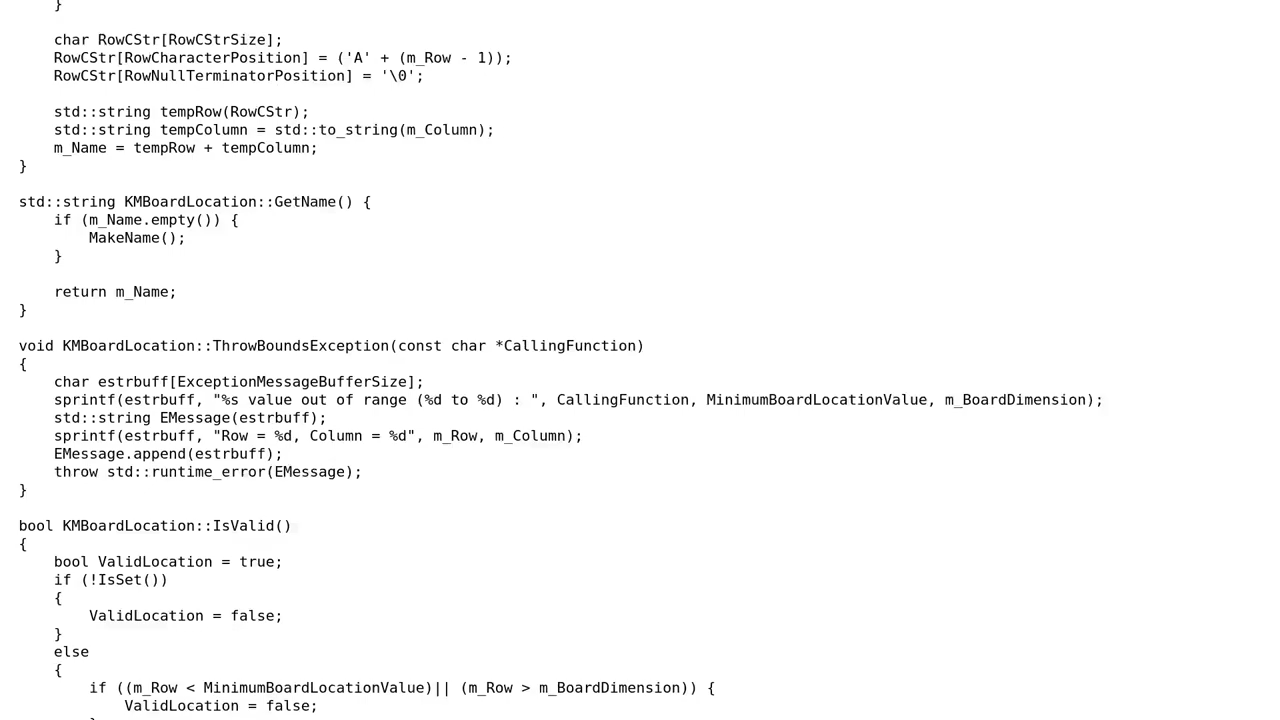 }

    char RowCStr[RowCStrSize];
    RowCStr[RowCharacterPosition] = ('A' + (m_Row - 1));
    RowCStr[RowNullTerminatorPosition] = '\0';

    std::string tempRow(RowCStr);
    std::string tempColumn = std::to_string(m_Column);
    m_Name = tempRow + tempColumn;
}

std::string KMBoardLocation::GetName() {
    if (m_Name.empty()) {
        MakeName();
    }

    return m_Name;
}

void KMBoardLocation::ThrowBoundsException(const char *CallingFunction)
{
    char estrbuff[ExceptionMessageBufferSize];
    sprintf(estrbuff, "%s value out of range (%d to %d) : ", CallingFunction, MinimumBoardLocationValue, m_BoardDimension);
    std::string EMessage(estrbuff);
    sprintf(estrbuff, "Row = %d, Column = %d", m_Row, m_Column);
    EMessage.append(estrbuff);
    throw std::runtime_error(EMessage);
}

bool KMBoardLocation::IsValid()
{
    bool ValidLocation = true;
    if (!IsSet())
    {
        ValidLocation = false;
    }
    else
    {
        if ((m_Row < MinimumBoardLocationValue)|| (m_Row > m_BoardDimension)) {
            ValidLocation = false;
        }